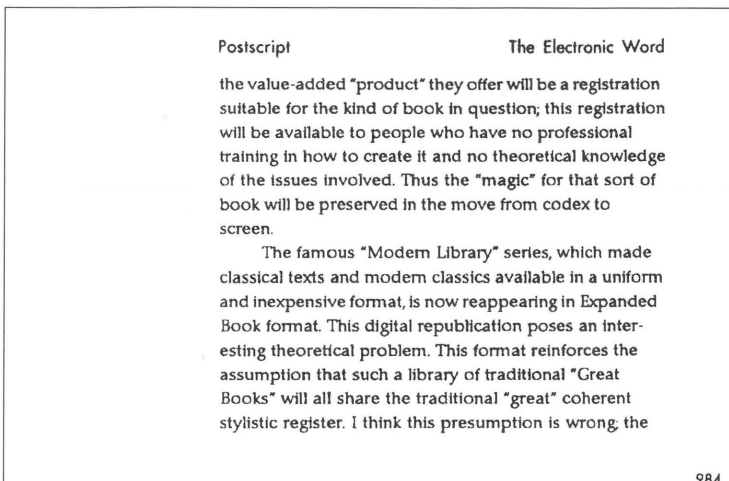 Postscript The Electronic Word
the value-added "product" they offer will be a registration
suitable for the kind of book in question; this registration
will be available to people who have no professional
training in how to create it and no theoretical knowledge
of the issues involved. Thus the "magic" for that sort of
book will be preserved in the move from codex to
screen.
The famous "Modern Library" series, which made
classical texts and modern classics available in a uniform
and inexpensive format, is now reappearing in Expanded
Book format. This digital republication poses an inter-
esting theoretical problem. This format reinforces the
assumption that such a library of traditional "Great
Books" will all share the traditional "great" coherent
stylistic register. I think this presumption is wrong; the
984